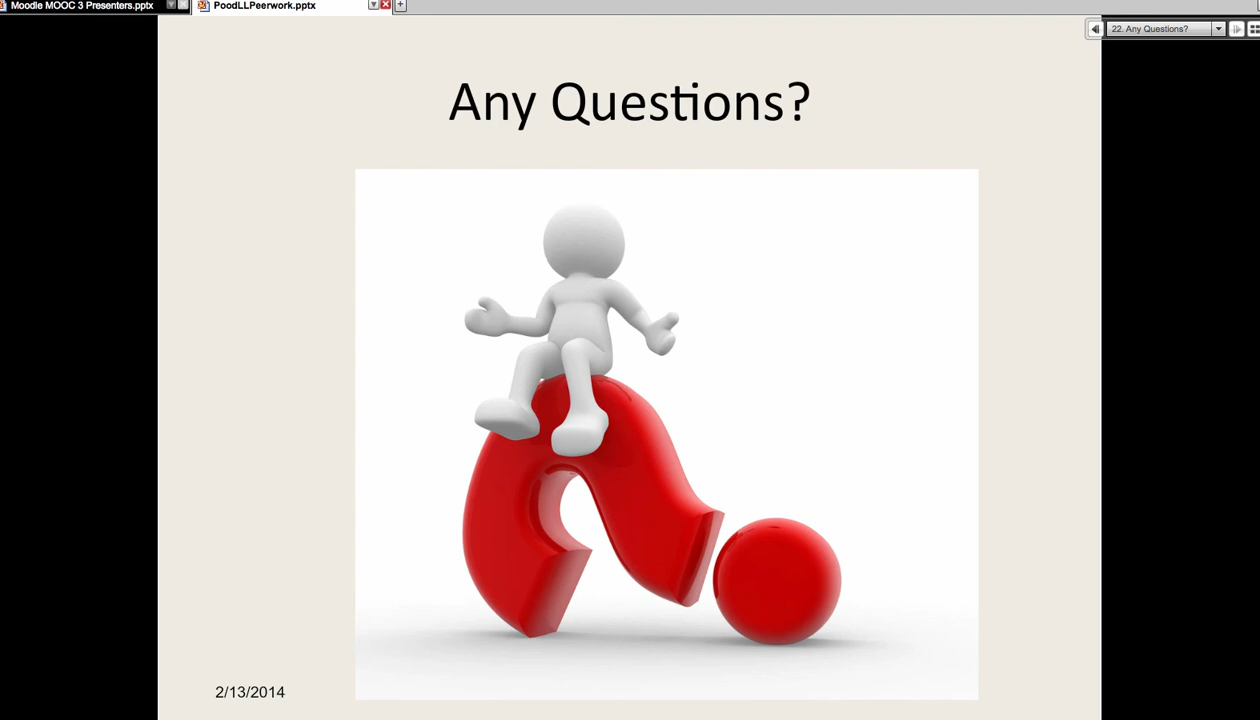 Moodle MOOC 3 Presenters.pptx
PoodLLPeerwork.pptx
22. Any Questions?
Any Questions?
2/13/2014